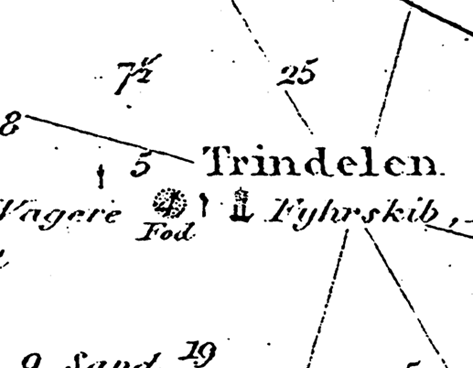 7½
25
8
5
Trindelen.
Vagere 4 Fyhrskib,
Fod
9 Sand 19